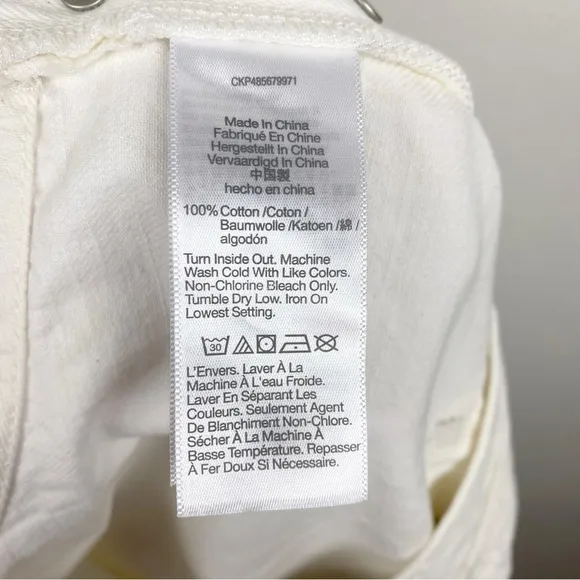 CKP485679971
Made In China
Fabriqué En Chine
Hergestellt In China
Vervaardigd In China
中国製
hecho en china
100% Cotton /Coton /
Baumwolle /Katoen /綿 /
algodón
Turn Inside Out. Machine
Wash Cold With Like Colors.
Non-Chlorine Bleach Only.
Tumble Dry Low. Iron On
Lowest Setting.
30
L'Envers. Laver À La
Machine À L'eau Froide.
Laver En Séparant Les
Couleurs. Seulement Agent
De Blanchiment Non-Chlore.
Sécher À La Machine À
Basse Température. Repasser
À Fer Doux Si Nécessaire.